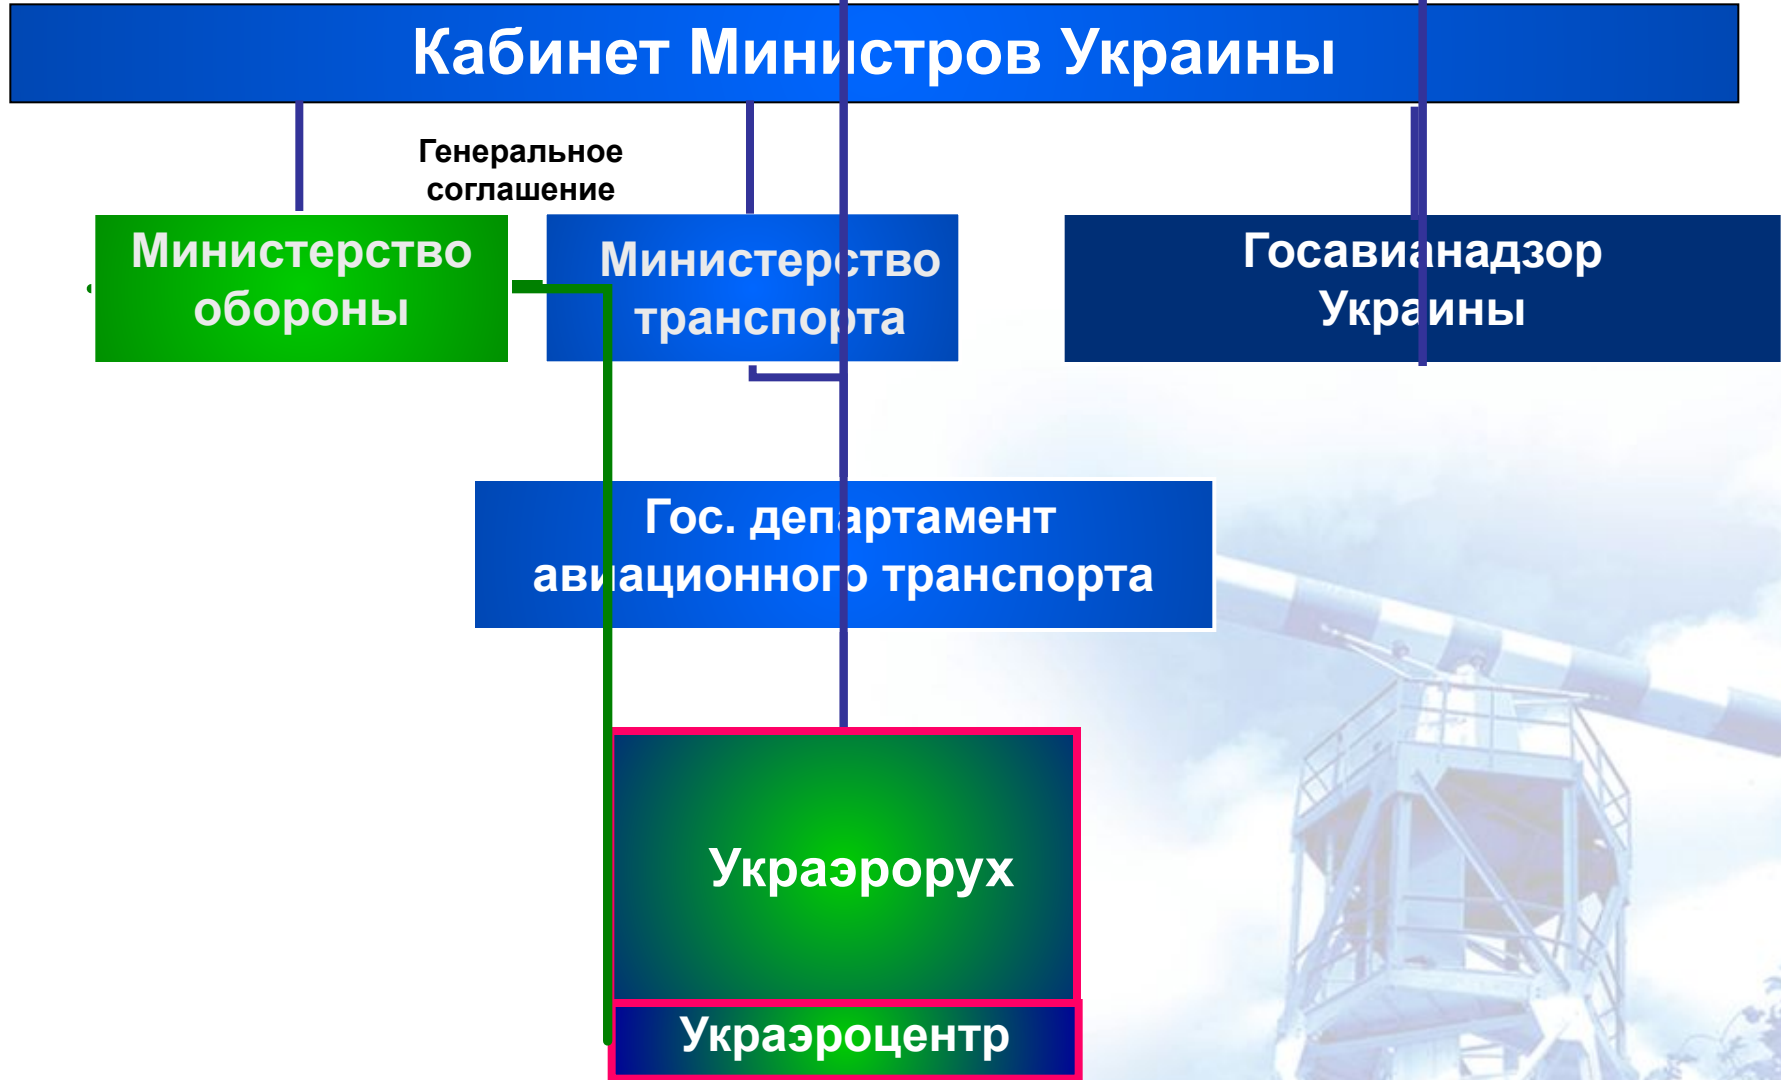 Кабинет Министров Украины
Генеральное
соглашение
Министерство
обороны
Министерство
транспорта
Госавианадзор
Украины
Гос. департамент
авиационного транспорта
Украэрорух
Украэроцентр